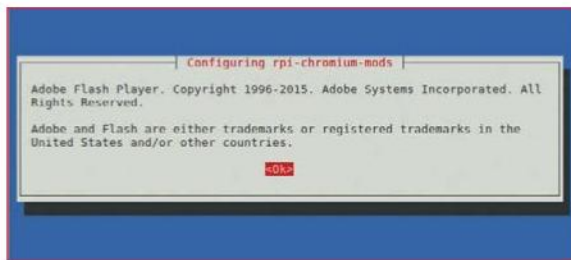 Configuring rpi-chromium-mods
Adobe Flash Player. Copyright 1996-2015. Adobe Systems Incorporated. All
Rights Reserved.
Adobe and Flash are either trademarks or registered trademarks in the
United States and/or other countries.
<Ok>